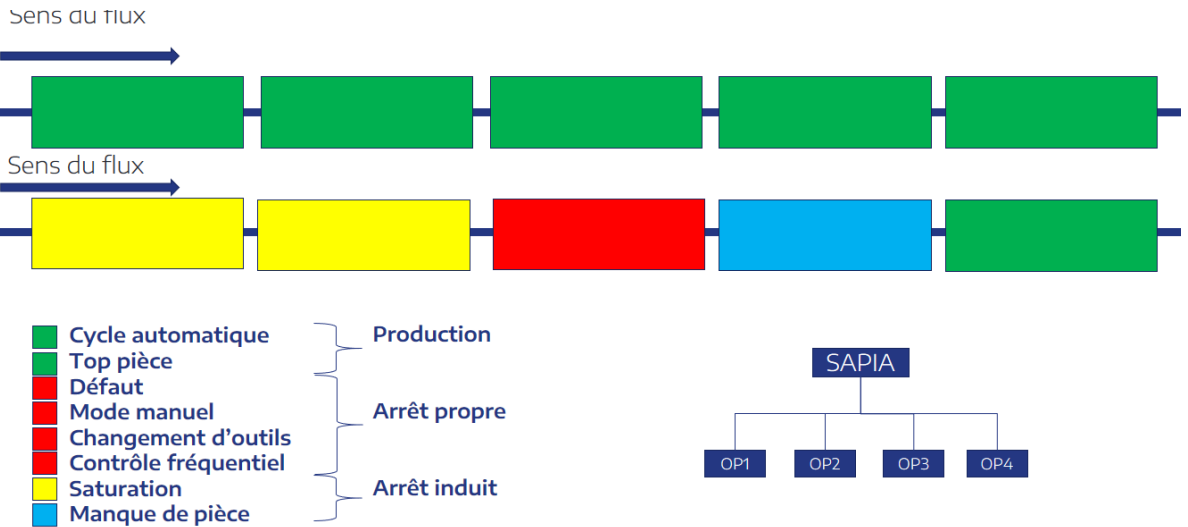 Sens du flux
Sens du flux
Cycle automatique
Top pièce
Production
Défaut
Mode manuel
Changement d'outils
Contrôle fréquentiel
Arrêt propre
Saturation
Manque de pièce
Arrêt induit
SAPIA
OP1 OP2 OP3 OP4